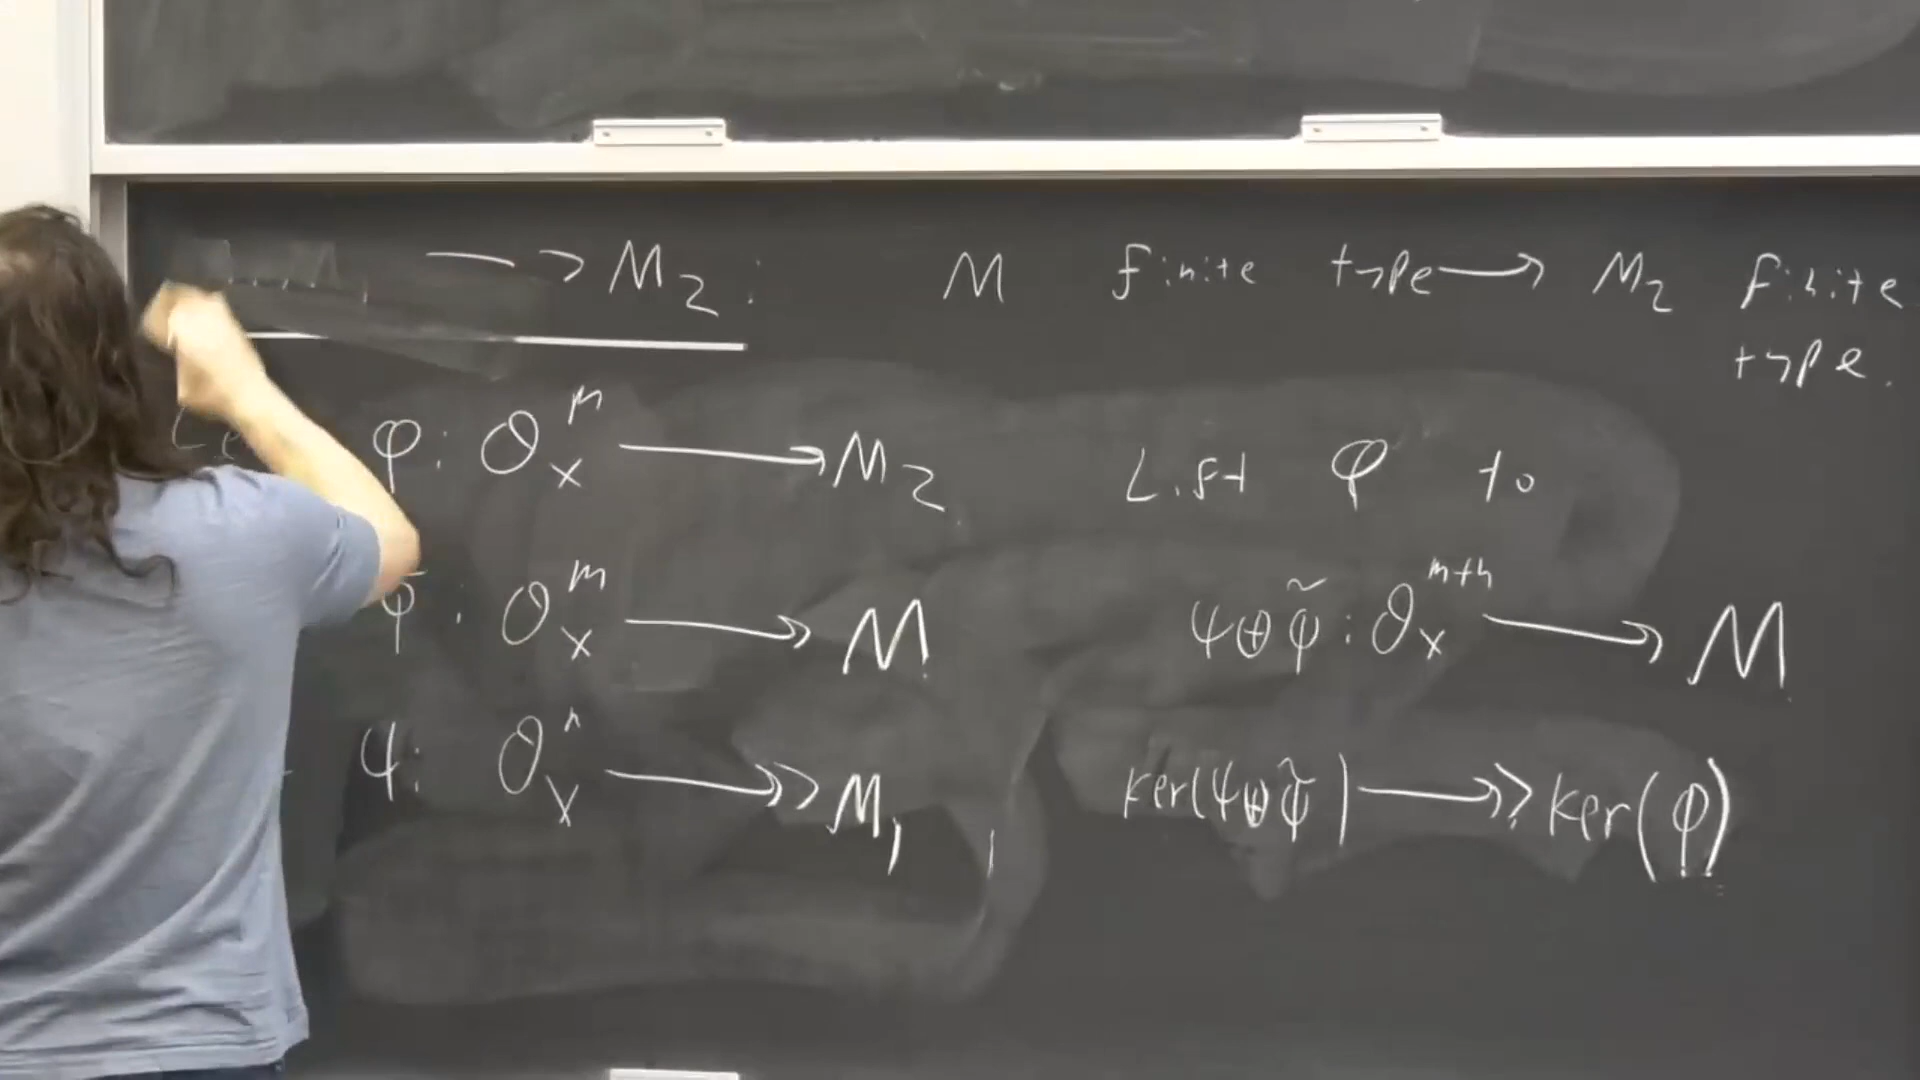 ⟶ M₂ : M finite type ⟶ M₂ finite
type.
φ : O_X^m ⟶ M₂ Lift φ to
φ̃ : O_X^m ⟶ M ψ⊕φ̃ : O_X^{m+n} ⟶ M
ψ : O_X^n ↠ M₁ , ker(ψ⊕φ̃) ↠ ker(φ)